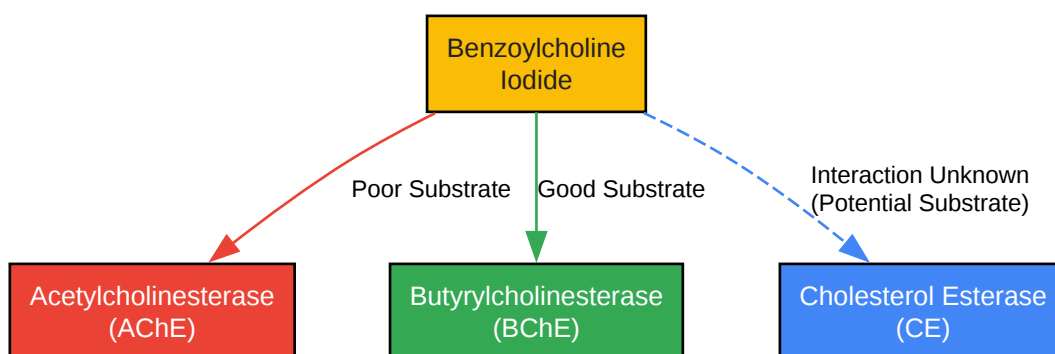 Benzoylcholine
Iodide
Poor Substrate
Good Substrate
Interaction Unknown
(Potential Substrate)
Acetylcholinesterase
(AChE)
Butyrylcholinesterase
(BChE)
Cholesterol Esterase
(CE)